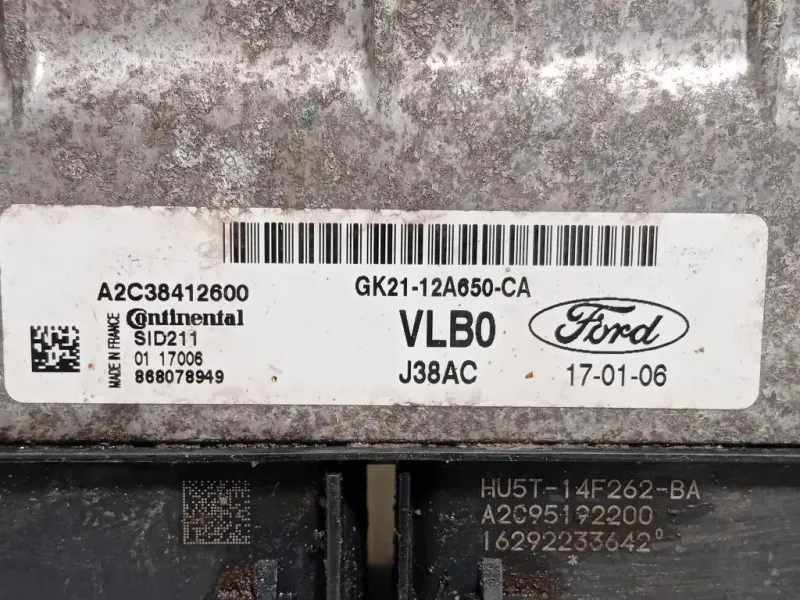 A2C38412600
Continental
SID211
01 17006
868078949
MADE IN FRANCE
GK21-12A650-CA
VLB0
J38AC
Ford
17-01-06
HU5T-14F262-BA
A2C95192200
16292233642°